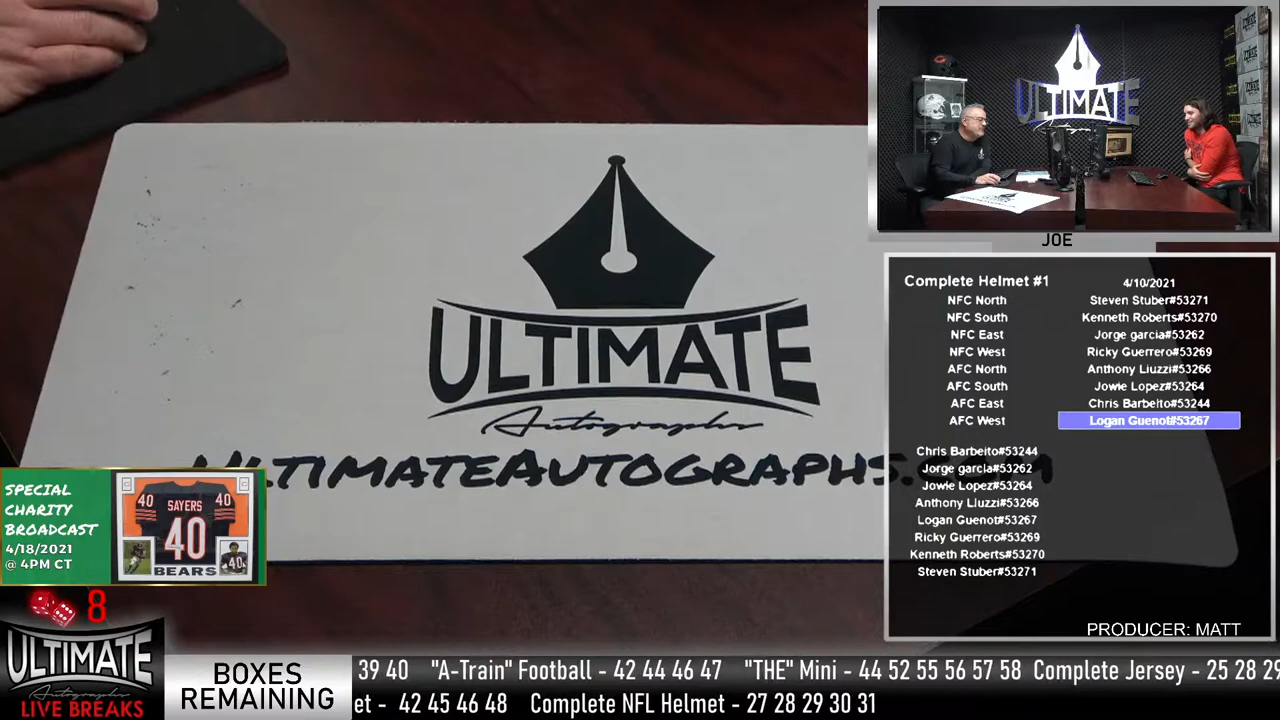 ULTIMATE
JOE
ULTIMATE
Autographs
ULTIMATEAUTOGRAPHS.COM
Complete Helmet #1 4/10/2021
NFC North Steven Stuber#53271
NFC South Kenneth Roberts#53270
NFC East Jorge garcia#53262
NFC West Ricky Guerrero#53269
AFC North Anthony Liuzzi#53266
AFC South Jowie Lopez#53264
AFC East Chris Barbeito#53244
AFC West Logan Guenot#53267
Chris Barbeito#53244
Jorge garcia#53262
Jowie Lopez#53264
Anthony Liuzzi#53266
Logan Guenot#53267
Ricky Guerrero#53269
Kenneth Roberts#53270
Steven Stuber#53271
PRODUCER: MATT
SPECIAL
CHARITY
BROADCAST
4/18/2021
@ 4PM CT
40 SAYERS 40
40
BEARS
8
ULTIMATE
Autographs
LIVE BREAKS
BOXES
REMAINING
39 40 "A-Train" Football - 42 44 46 47 "THE" Mini - 44 52 55 56 57 58 Complete Jersey - 25 28 29
et - 42 45 46 48 Complete NFL Helmet - 27 28 29 30 31